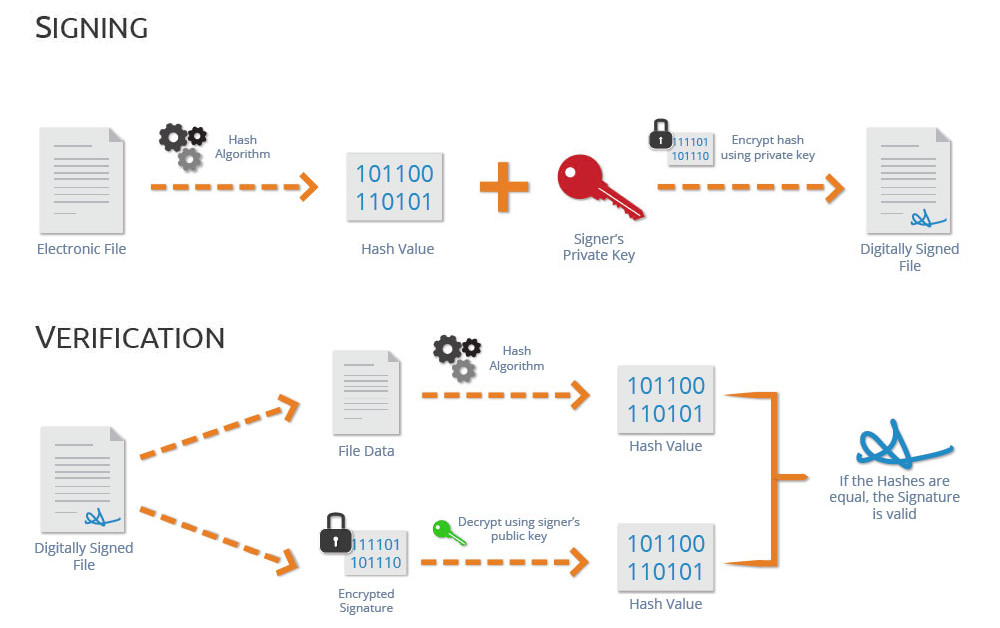 SIGNING
Hash
Algorithm
101100
110101
111101
101110
Encrypt hash
using private key
Electronic File
Hash Value
Signer's
Private Key
Digitally Signed
File
VERIFICATION
Hash
Algorithm
101100
110101
File Data
Hash Value
If the Hashes are
equal, the Signature
is valid
Digitally Signed
File
111101
101110
Decrypt using signer's
public key
101100
110101
Encrypted
Signature
Hash Value